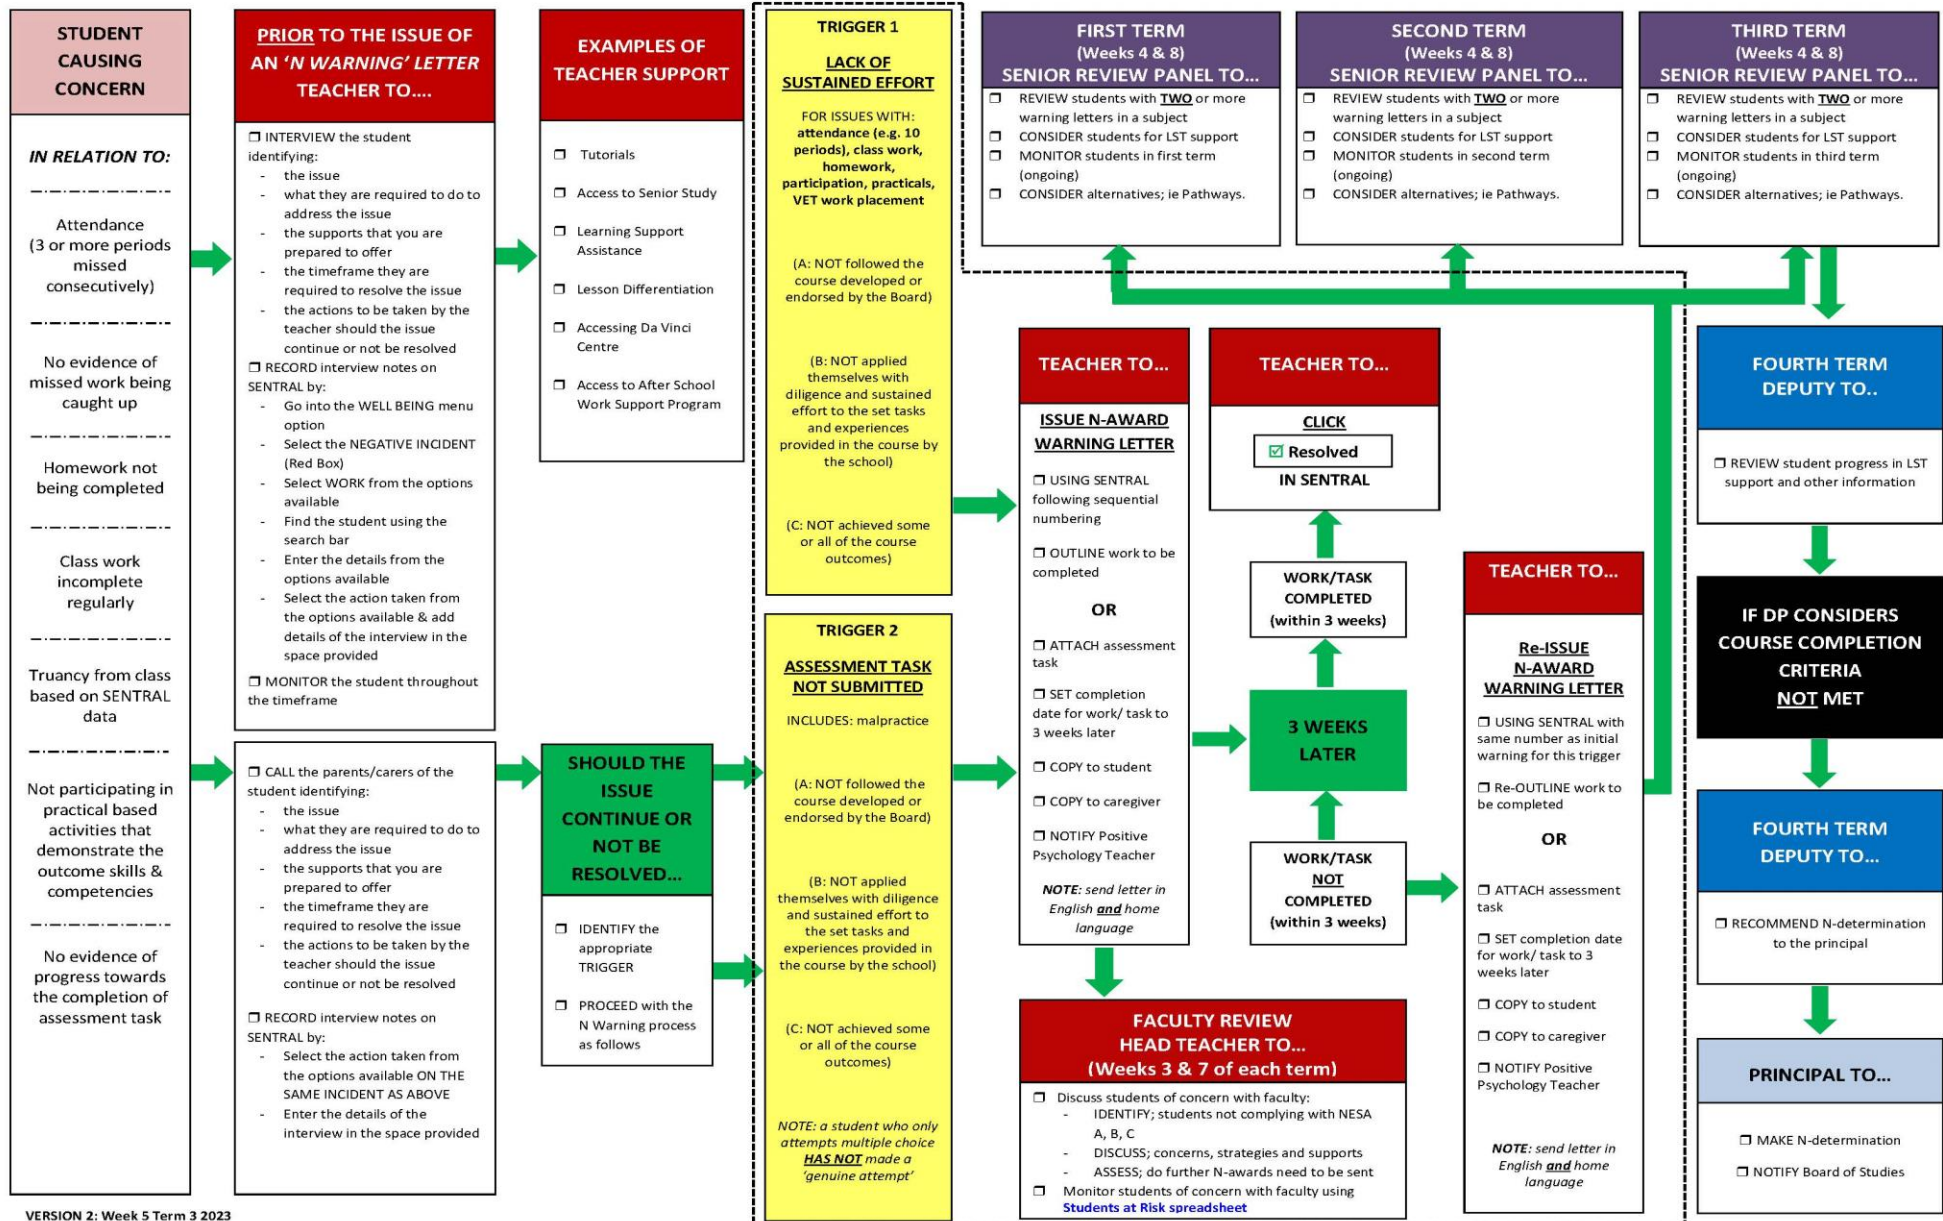 STUDENT
CAUSING
CONCERN
IN RELATION TO:
Attendance
(3 or more periods
missed
consecutively)
No evidence of
missed work being
caught up
Homework not
being completed
Class work
incomplete
regularly
Truancy from class
based on SENTRAL
data
Not participating in
practical based
activities that
demonstrate the
outcome skills &
competencies
No evidence of
progress towards
the completion of
assessment task
PRIOR TO THE ISSUE OF
AN ‘N WARNING’ LETTER
TEACHER TO....
❒ INTERVIEW the student
identifying:
- the issue
- what they are required to do to
address the issue
- the supports that you are
prepared to offer
- the timeframe they are
required to resolve the issue
- the actions to be taken by the
teacher should the issue
continue or not be resolved
❒ RECORD interview notes on
SENTRAL by:
- Go into the WELL BEING menu
option
- Select the NEGATIVE INCIDENT
(Red Box)
- Select WORK from the options
available
- Find the student using the
search bar
- Enter the details from the
options available
- Select the action taken from
the options available & add
details of the interview in the
space provided
❒ MONITOR the student throughout
the timeframe
❒ CALL the parents/carers of the
student identifying:
- the issue
- what they are required to do to
address the issue
- the supports that you are
prepared to offer
- the timeframe they are
required to resolve the issue
- the actions to be taken by the
teacher should the issue
continue or not be resolved
❒ RECORD interview notes on
SENTRAL by:
- Select the action taken from
the options available ON THE
SAME INCIDENT AS ABOVE
- Enter the details of the
interview in the space provided
EXAMPLES OF
TEACHER SUPPORT
❒ Tutorials
❒ Access to Senior Study
❒ Learning Support
Assistance
❒ Lesson Differentiation
❒ Accessing Da Vinci
Centre
❒ Access to After School
Work Support Program
SHOULD THE
ISSUE
CONTINUE OR
NOT BE
RESOLVED...
❒ IDENTIFY the
appropriate
TRIGGER
❒ PROCEED with the
N Warning process
as follows
TRIGGER 1
LACK OF
SUSTAINED EFFORT
FOR ISSUES WITH:
attendance (e.g. 10
periods), class work,
homework,
participation, practicals,
VET work placement
(A: NOT followed the
course developed or
endorsed by the Board)
(B: NOT applied
themselves with
diligence and sustained
effort to the set tasks
and experiences
provided in the course by
the school)
(C: NOT achieved some
or all of the course
outcomes)
TRIGGER 2
ASSESSMENT TASK
NOT SUBMITTED
INCLUDES: malpractice
(A: NOT followed the
course developed or
endorsed by the Board)
(B: NOT applied
themselves with diligence
and sustained effort to
the set tasks and
experiences provided in
the course by the school)
(C: NOT achieved some
or all of the course
outcomes)
NOTE: a student who only
attempts multiple choice
HAS NOT made a
‘genuine attempt’
FIRST TERM
(Weeks 4 & 8)
SENIOR REVIEW PANEL TO...
❒ REVIEW students with TWO or more
warning letters in a subject
❒ CONSIDER students for LST support
❒ MONITOR students in first term
(ongoing)
❒ CONSIDER alternatives; ie Pathways.
SECOND TERM
(Weeks 4 & 8)
SENIOR REVIEW PANEL TO...
❒ REVIEW students with TWO or more
warning letters in a subject
❒ CONSIDER students for LST support
❒ MONITOR students in second term
(ongoing)
❒ CONSIDER alternatives; ie Pathways.
THIRD TERM
(Weeks 4 & 8)
SENIOR REVIEW PANEL TO...
❒ REVIEW students with TWO or more
warning letters in a subject
❒ CONSIDER students for LST support
❒ MONITOR students in third term
(ongoing)
❒ CONSIDER alternatives; ie Pathways.
TEACHER TO...
ISSUE N-AWARD
WARNING LETTER
❒ USING SENTRAL
following sequential
numbering
❒ OUTLINE work to be
completed
OR
❒ ATTACH assessment
task
❒ SET completion
date for work/ task to
3 weeks later
❒ COPY to student
❒ COPY to caregiver
❒ NOTIFY Positive
Psychology Teacher
NOTE: send letter in
English and home
language
TEACHER TO...
CLICK
☑ Resolved
IN SENTRAL
WORK/TASK
COMPLETED
(within 3 weeks)
3 WEEKS
LATER
WORK/TASK
NOT
COMPLETED
(within 3 weeks)
FACULTY REVIEW
HEAD TEACHER TO...
(Weeks 3 & 7 of each term)
❒ Discuss students of concern with faculty:
- IDENTIFY; students not complying with NESA
A, B, C
- DISCUSS; concerns, strategies and supports
- ASSESS; do further N-awards need to be sent
❒ Monitor students of concern with faculty using
Students at Risk spreadsheet
TEACHER TO...
Re-ISSUE
N-AWARD
WARNING LETTER
❒ USING SENTRAL with
same number as initial
warning for this trigger
❒ Re-OUTLINE work to
be completed
OR
❒ ATTACH assessment
task
❒ SET completion date
for work/ task to 3
weeks later
❒ COPY to student
❒ COPY to caregiver
❒ NOTIFY Positive
Psychology Teacher
NOTE: send letter in
English and home
language
FOURTH TERM
DEPUTY TO..
❒ REVIEW student progress in LST
support and other information
IF DP CONSIDERS
COURSE COMPLETION
CRITERIA
NOT MET
FOURTH TERM
DEPUTY TO...
❒ RECOMMEND N-determination
to the principal
PRINCIPAL TO...
❒ MAKE N-determination
❒ NOTIFY Board of Studies
VERSION 2: Week 5 Term 3 2023